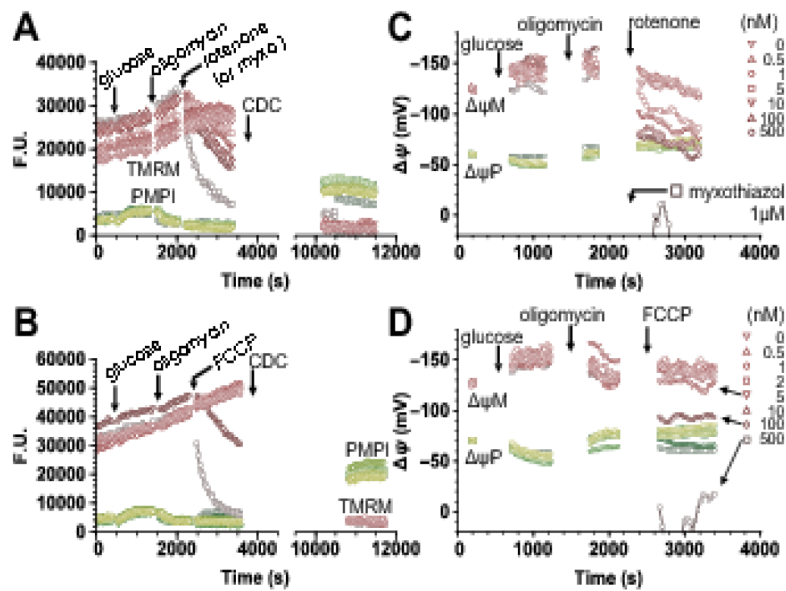 A
glucose
oligomycin
rotenone
(or myxo.)
CDC
TMRM
PMPI
F.U.
40000
30000
20000
10000
0
0 2000 4000 10000 12000
Time (s)
B
glucose
oligomycin
FCCP
CDC
PMPI
TMRM
F.U.
60000
50000
40000
30000
20000
10000
0
0 2000 4000 10000 12000
Time (s)
C
glucose
oligomycin
rotenone
(nM)
0
0.5
1
5
10
100
500
ΔψM
ΔψP
myxothiazol
1µM
Δψ (mV)
−150
−100
−50
0
0 1000 2000 3000 4000
Time (s)
D
glucose
oligomycin
FCCP
(nM)
0
0.5
1
2
5
10
100
500
ΔψM
ΔψP
Δψ (mV)
−150
−100
−50
0
0 1000 2000 3000 4000
Time (s)